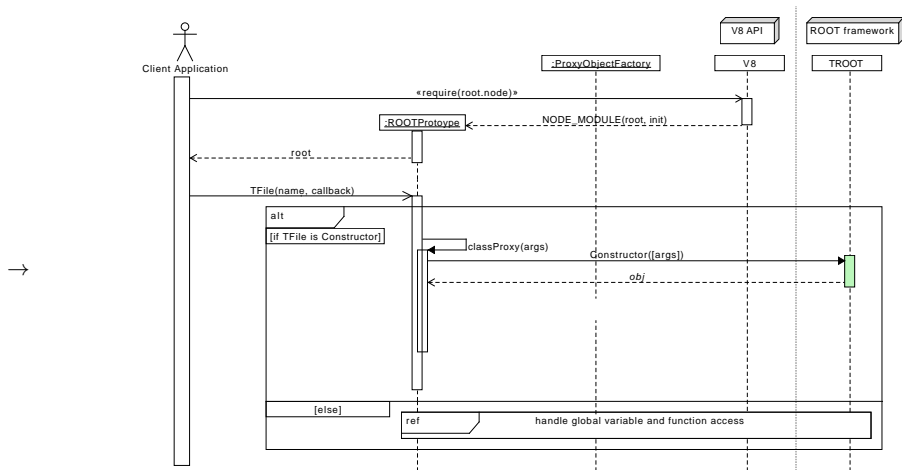 V8 API
ROOT framework
Client Application
:ProxyObjectFactory
V8
TROOT
«require(root.node)»
:ROOTProtoype
NODE_MODULE(root, init)
root
TFile(name, callback)
alt
[if TFile is Constructor]
classProxy(args)
Constructor([args])
obj
[else]
ref
handle global variable and function access
→